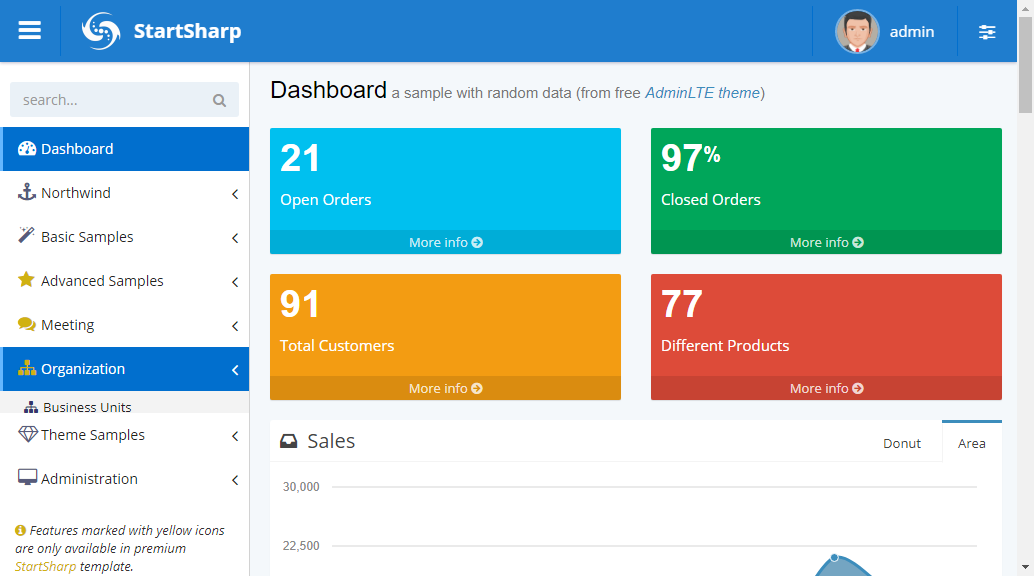 StartSharp
admin
search...
Dashboard
Northwind
Basic Samples
Advanced Samples
Meeting
Organization
Business Units
Theme Samples
Administration
Features marked with yellow icons
are only available in premium
StartSharp template.
Dashboard a sample with random data (from free AdminLTE theme)
21
Open Orders
More info
97%
Closed Orders
More info
91
Total Customers
More info
77
Different Products
More info
Sales
Donut
Area
30,000
22,500